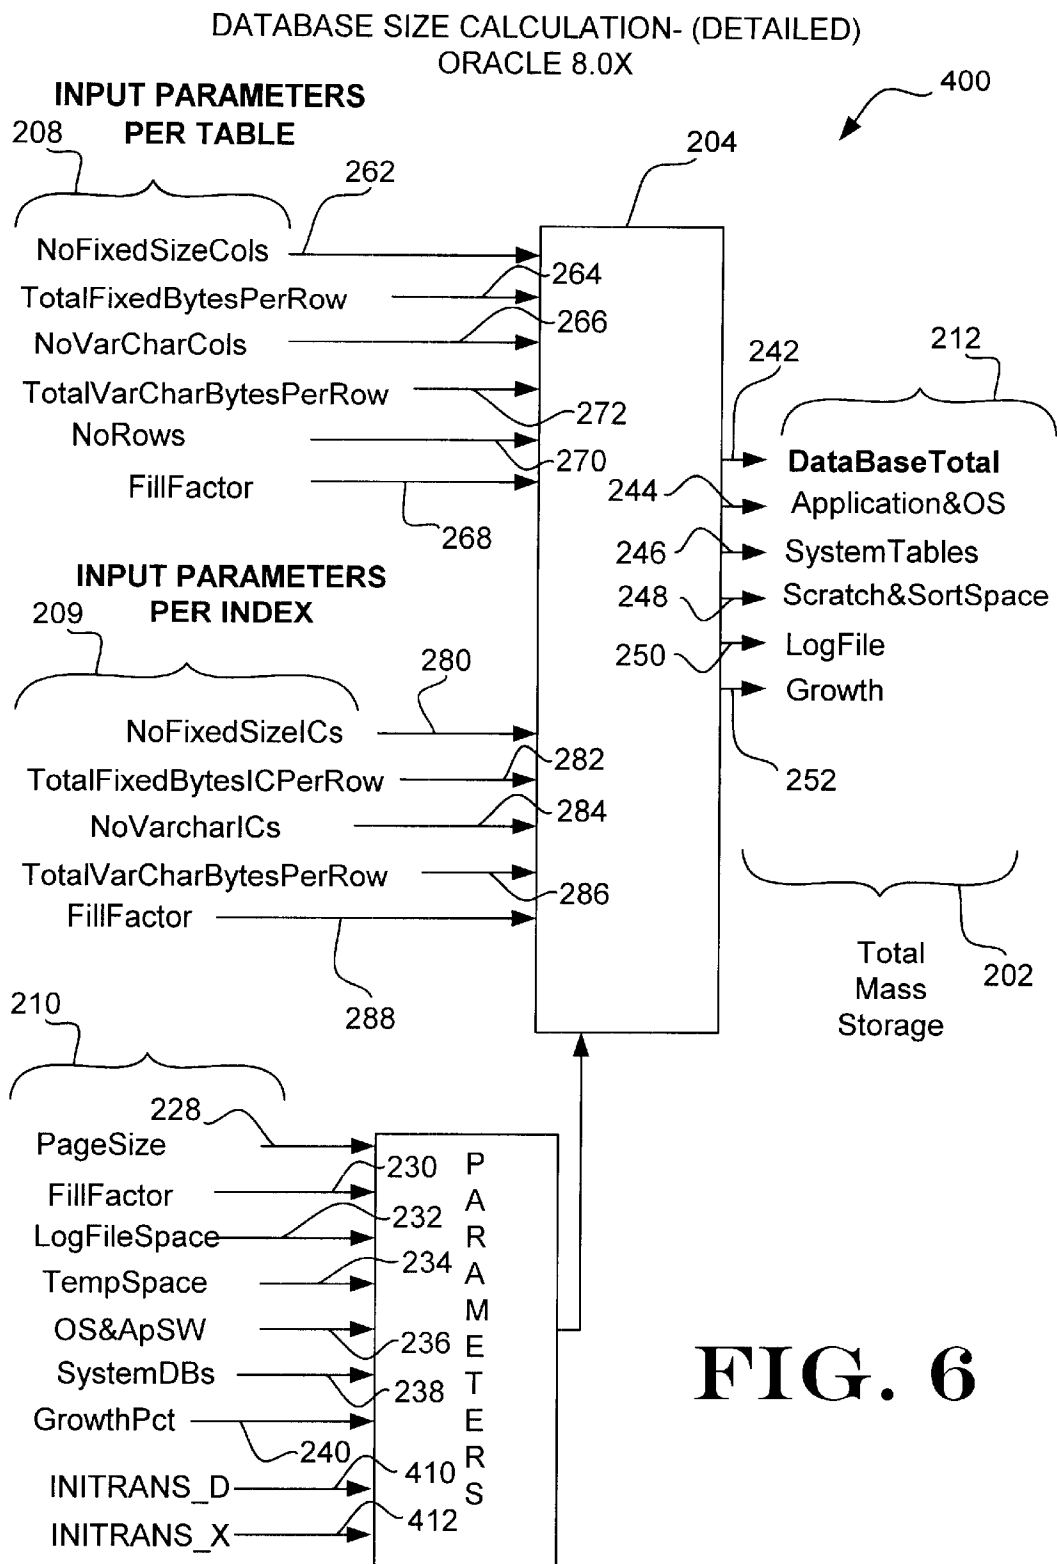 DATABASE SIZE CALCULATION- (DETAILED)
ORACLE 8.0X
400
INPUT PARAMETERS
PER TABLE
208
262
204
NoFixedSizeCols
264
TotalFixedBytesPerRow
266
NoVarCharCols
TotalVarCharBytesPerRow
272
NoRows
270
FillFactor
268
242
212
DataBaseTotal
244
Application&OS
246
SystemTables
248
Scratch&SortSpace
250
LogFile
Growth
252
INPUT PARAMETERS
PER INDEX
209
280
NoFixedSizeICs
282
TotalFixedBytesICPerRow
284
NoVarcharICs
TotalVarCharBytesPerRow
286
FillFactor
288
Total
Mass
Storage
202
210
228
PageSize
230
FillFactor
232
LogFileSpace
234
TempSpace
OS&ApSW
236
SystemDBs
238
GrowthPct
240
INITRANS_D
410
INITRANS_X
412
P
A
R
A
M
E
T
E
R
S
FIG. 6